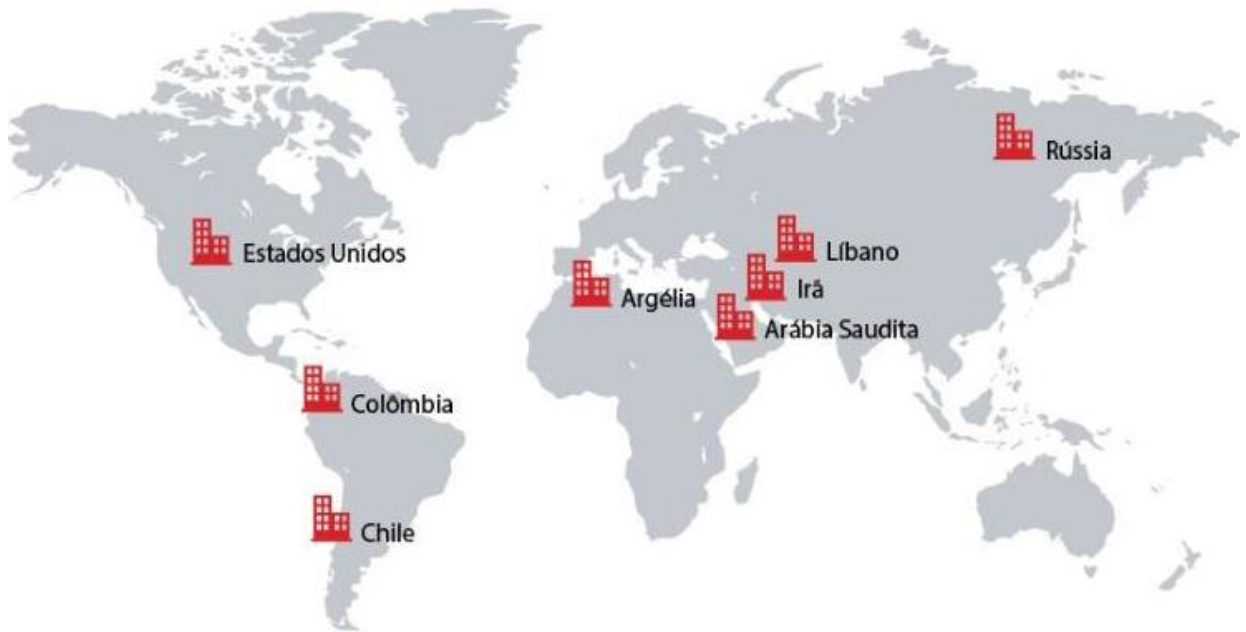 Rússia
Estados Unidos
Líbano
Irã
Argélia
Arábia Saudita
Colômbia
Chile